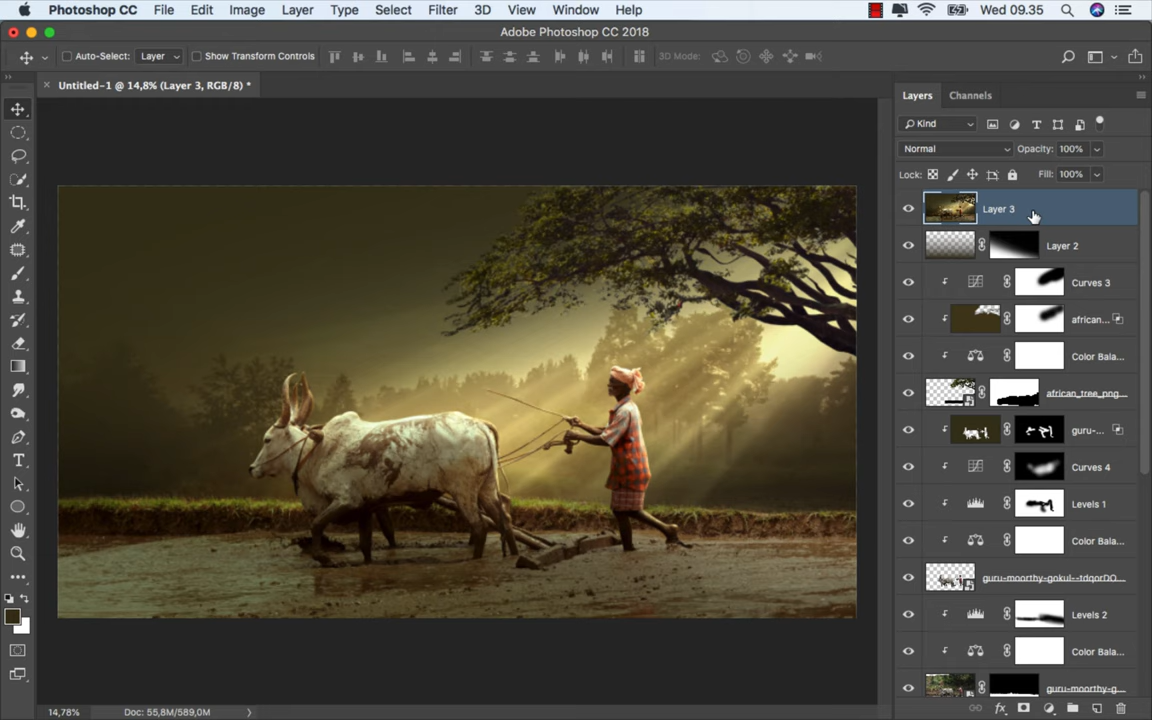 Photoshop CC File Edit Image Layer Type Select Filter 3D View Window Help Wed 09.35
Adobe Photoshop CC 2018
Auto-Select: Layer Show Transform Controls 3D Mode:
× Untitled-1 @ 14,8% (Layer 3, RGB/8) *
Layers Channels
Kind
Normal Opacity: 100%
Lock: Fill: 100%
Layer 3
Layer 2
Curves 3
african...
Color Bala...
african_tree_png...
guru-...
Curves 4
Levels 1
Color Bala...
guru-moorthy-gokul--tdqorDO...
Levels 2
Color Bala...
guru-moorthy-g...
14,78% Doc: 55,8M/589,0M
fx